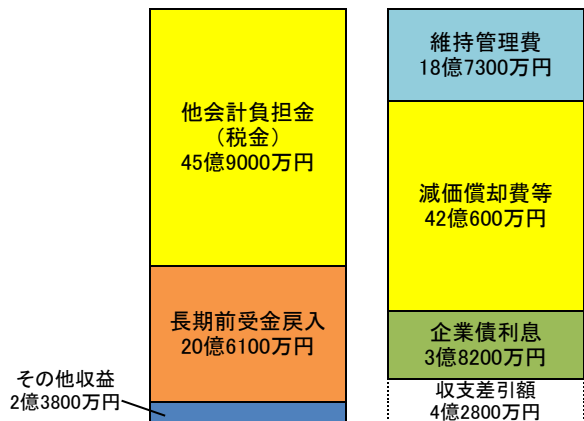 他会計負担金
（税金）
45億9000万円
長期前受金戻入
20億6100万円
その他収益
2億3800万円
維持管理費
18億7300万円
減価償却費等
42億600万円
企業債利息
3億8200万円
収支差引額
4億2800万円